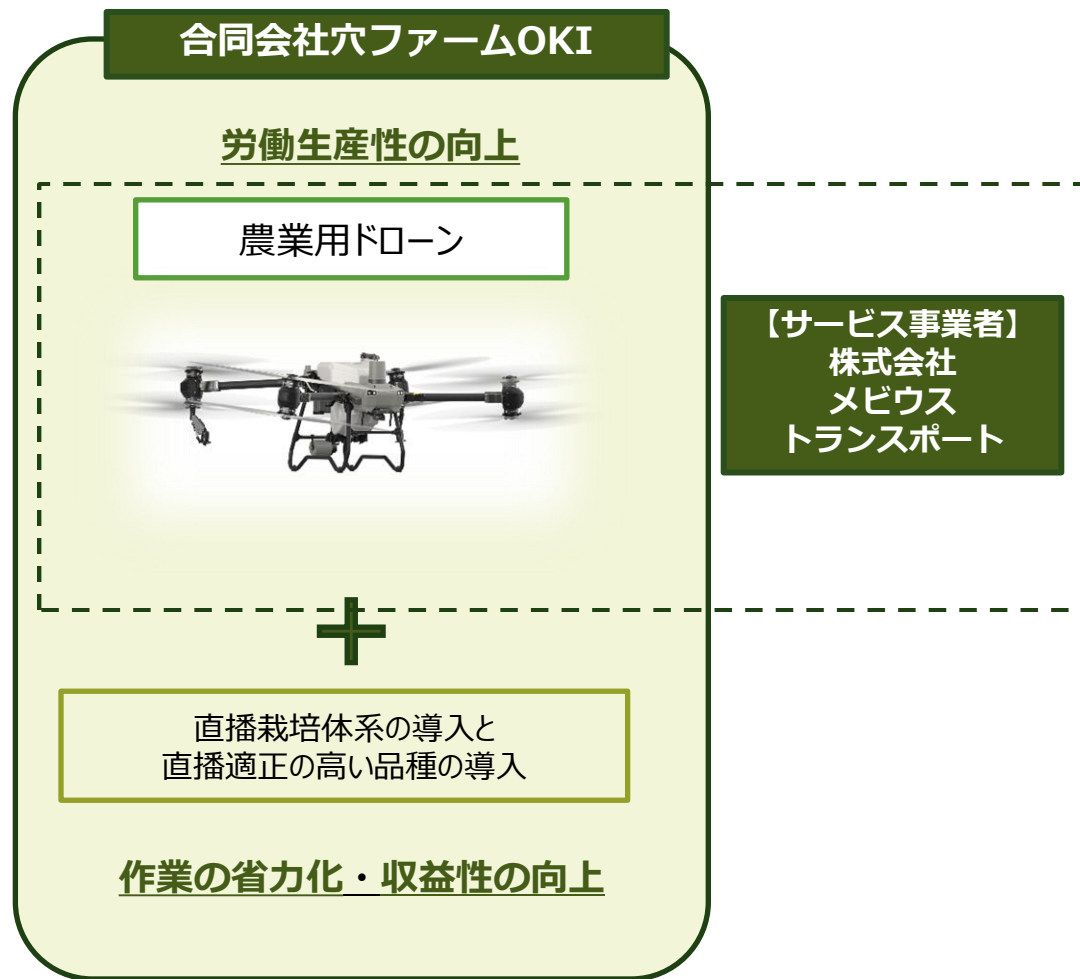 合同会社穴ファームOKI
労働生産性の向上
農業用ドローン
【サービス事業者】
株式会社
メビウス
トランスポート
直播栽培体系の導入と
直播適正の高い品種の導入
作業の省力化・収益性の向上